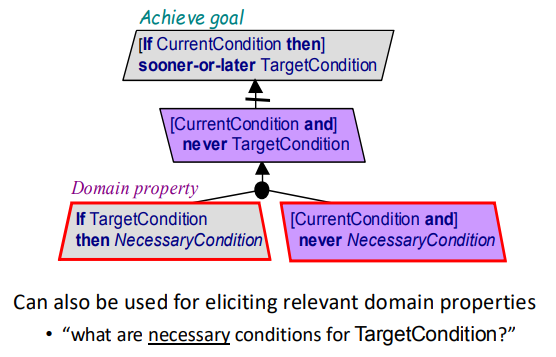 Achieve goal
[If CurrentCondition then]
sooner-or-later TargetCondition
[CurrentCondition and]
never TargetCondition
Domain property
If TargetCondition
then NecessaryCondition
[CurrentCondition and]
never NecessaryCondition
Can also be used for eliciting relevant domain properties
• “what are necessary conditions for TargetCondition?”